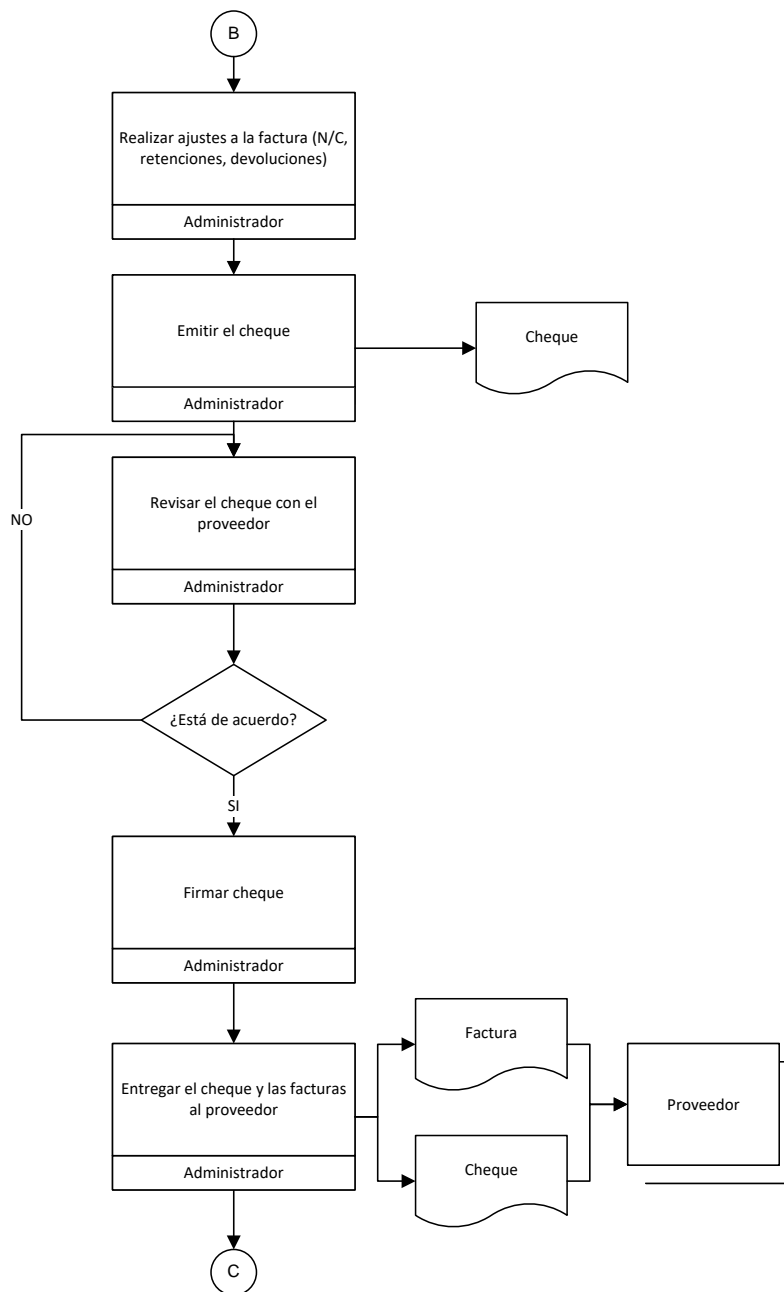 B
Realizar ajustes a la factura (N/C,
retenciones, devoluciones)
Administrador
Emitir el cheque
Administrador
Cheque
Revisar el cheque con el
proveedor
Administrador
NO
¿Está de acuerdo?
SI
Firmar cheque
Administrador
Entregar el cheque y las facturas
al proveedor
Administrador
Factura
Cheque
Proveedor
C